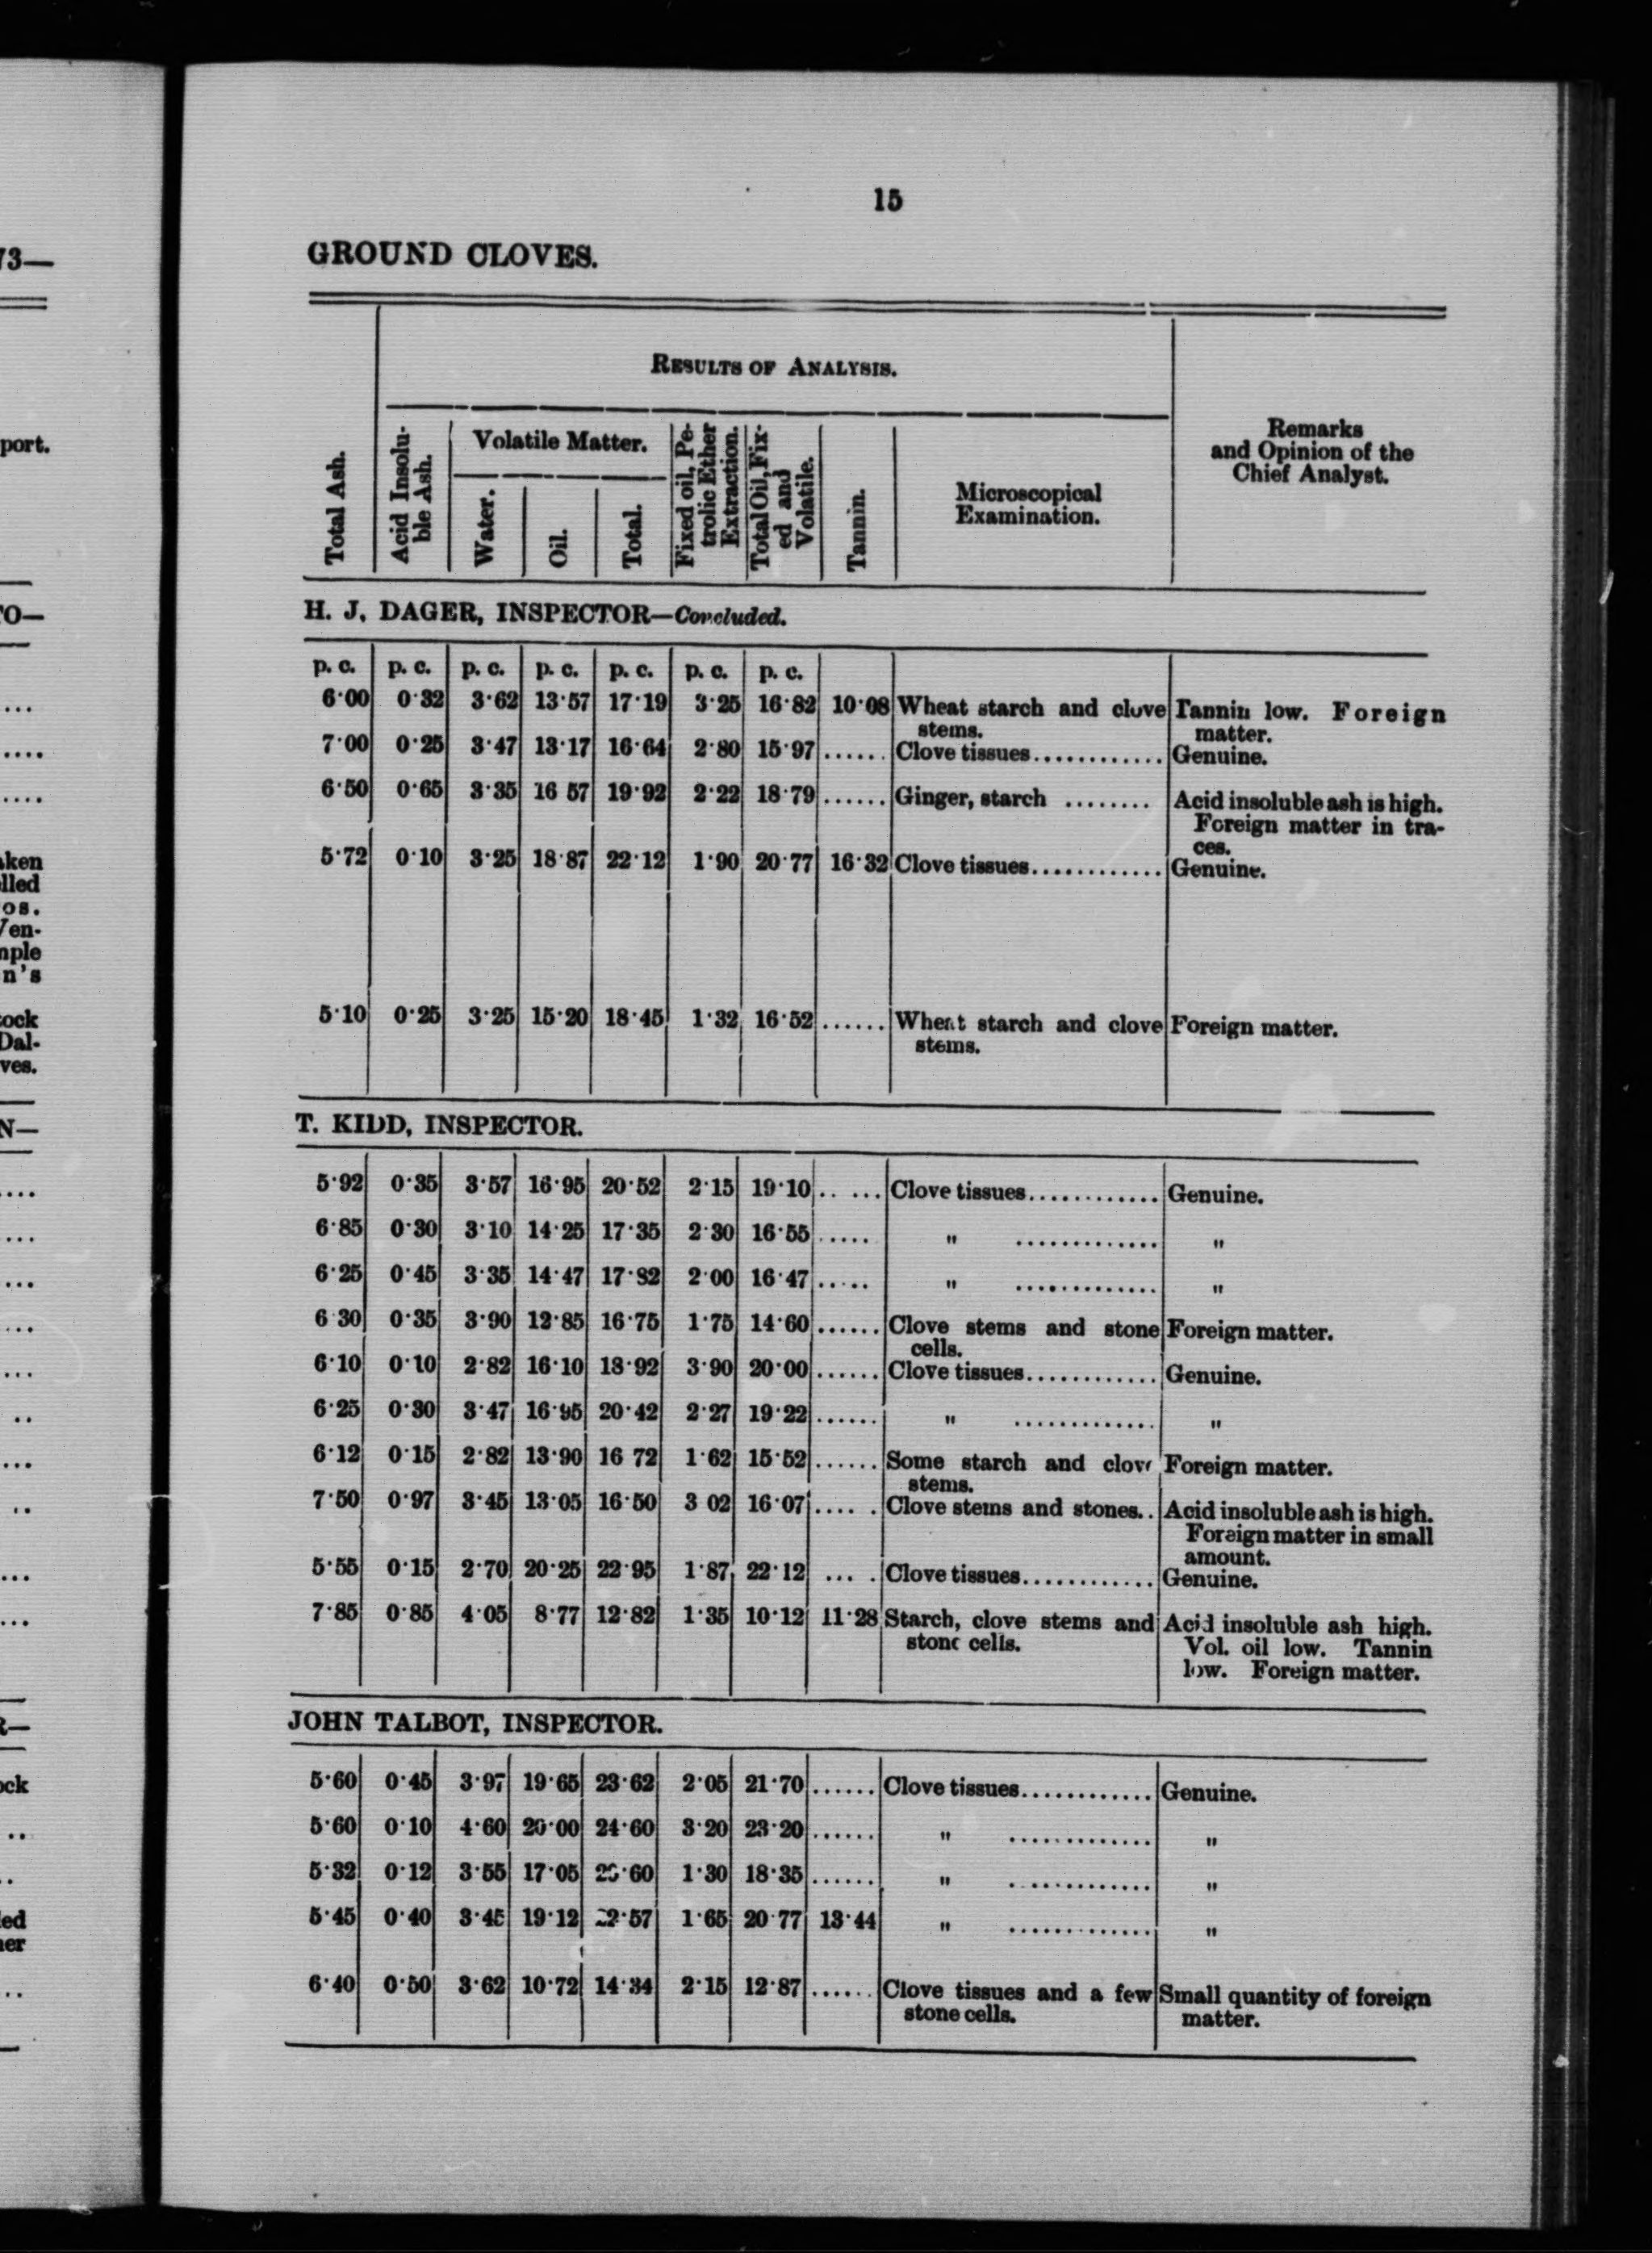 15
GROUND CLOVES.
RESULTS OF ANALYSIS.
Total Ash.
Acid Insolu-
ble Ash.
Volatile Matter.
Water.
Oil.
Total.
Fixed oil, Pe-
trolic Ether
Extraction.
Total Oil, Fix-
ed and
Volatile.
Tannin.
Microscopical
Examination.
Remarks
and Opinion of the
Chief Analyst.
H. J. DAGER, INSPECTOR—Concluded.
p. c. p. c. p. c. p. c. p. c. p. c. p. c.
6·00 0·32 3·62 13·57 17·19 3·25 16·82 10·08 Wheat starch and clove Tannin low. Foreign
stems. matter.
7·00 0·25 3·47 13·17 16·64 2·80 15·97 ...... Clove tissues............ Genuine.
6·50 0·65 3·35 16 57 19·92 2·22 18·79 ...... Ginger, starch ........ Acid insoluble ash is high.
Foreign matter in tra-
ces.
5·72 0·10 3·25 18·87 22·12 1·90 20·77 16·32 Clove tissues............ Genuine.
5·10 0·25 3·25 15·20 18·45 1·32 16·52 ...... Wheat starch and clove Foreign matter.
stems.
T. KIDD, INSPECTOR.
5·92 0·35 3·57 16·95 20·52 2·15 19·10 .. ... Clove tissues............ Genuine.
6·85 0·30 3·10 14·25 17·35 2·30 16·55 ..... " ............. "
6·25 0·45 3·35 14·47 17·82 2·00 16·47 ..... " ............. "
6 30 0·35 3·90 12·85 16·75 1·75 14·60 ...... Clove stems and stone Foreign matter.
cells.
6·10 0·10 2·82 16·10 18·92 3·90 20·00 ...... Clove tissues............ Genuine.
6·25 0·30 3·47 16·95 20·42 2·27 19·22 ...... " ............. "
6·12 0·15 2·82 13·90 16 72 1·62 15·52 ...... Some starch and clove Foreign matter.
stems.
7·50 0·97 3·45 13·05 16·50 3 02 16·07 .... . Clove stems and stones.. Acid insoluble ash is high.
Foreign matter in small
amount.
5·55 0·15 2·70 20·25 22·95 1·87 22·12 ... . Clove tissues............ Genuine.
7·85 0·85 4·05 8·77 12·82 1·35 10·12 11·28 Starch, clove stems and Acid insoluble ash high.
stone cells. Vol. oil low. Tannin
low. Foreign matter.
JOHN TALBOT, INSPECTOR.
5·60 0·45 3·97 19·65 23·62 2·05 21·70 ...... Clove tissues............ Genuine.
5·60 0·10 4·60 20·00 24·60 3·20 23·20 ...... " ............. "
5·32 0·12 3·55 17·05 20·60 1·30 18·35 ...... " ............. "
5·45 0·40 3·45 19·12 22·57 1·65 20·77 13·44 " ............. "
6·40 0·50 3·62 10·72 14·34 2·15 12·87 ...... Clove tissues and a few Small quantity of foreign
stone cells. matter.